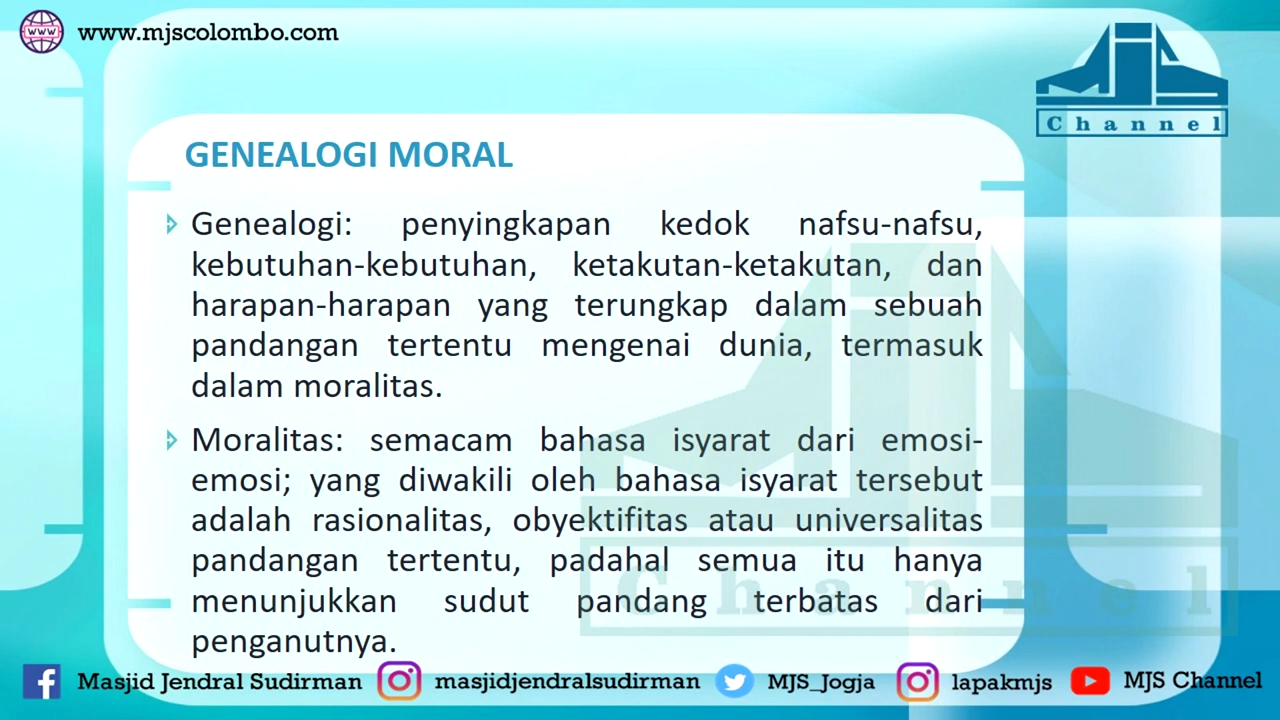 www.mjscolombo.com
MJS
Channel
GENEALOGI MORAL
Genealogi: penyingkapan kedok nafsu-nafsu,
kebutuhan-kebutuhan, ketakutan-ketakutan, dan
harapan-harapan yang terungkap dalam sebuah
pandangan tertentu mengenai dunia, termasuk
dalam moralitas.
Moralitas: semacam bahasa isyarat dari emosi-
emosi; yang diwakili oleh bahasa isyarat tersebut
adalah rasionalitas, obyektifitas atau universalitas
pandangan tertentu, padahal semua itu hanya
menunjukkan sudut pandang terbatas dari
penganutnya.
Channel
Masjid Jendral Sudirman masjidjendralsudirman MJS_Jogja lapakmjs MJS Channel